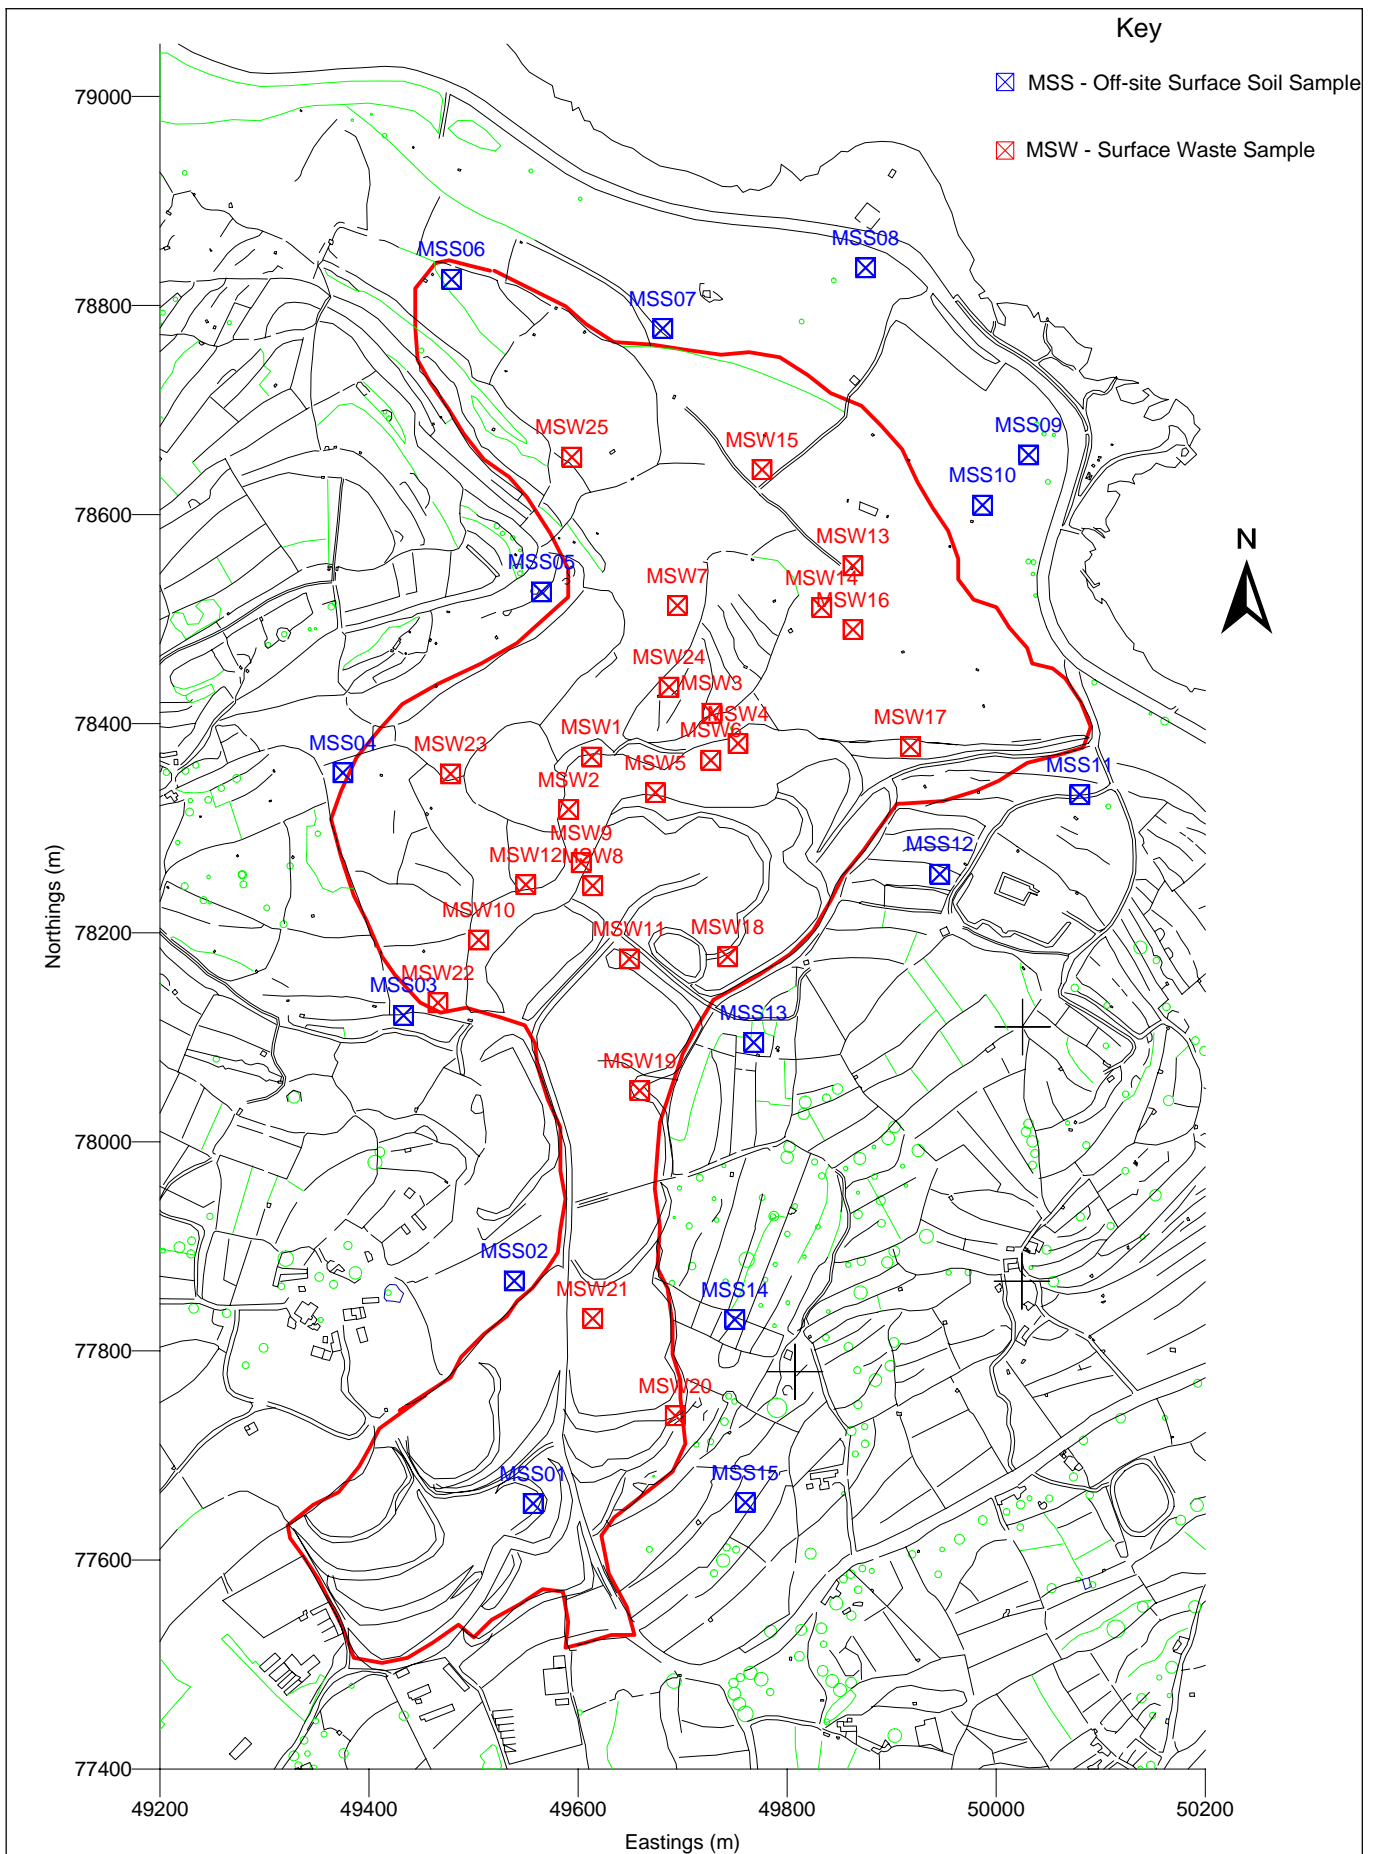 Key
MSS - Off-site Surface Soil Sample
MSW - Surface Waste Sample
79000
78800
78600
78400
78200
78000
77800
77600
77400
Northings (m)
MSS08
MSS06
MSS07
MSW25
MSS09
MSW15
MSS10
N
MSW13
MSS05
MSW7
MSW14
MSW16
MSW24
MSW3
MSW4
MSW17
MSW1
MSW6
MSS04
MSW23
MSW5
MSS11
MSW2
MSW9
MSS12
MSW12
MSW8
MSW10
MSW11
MSW18
MSW22
MSS03
MSS13
MSW19
MSS02
MSW21
MSS14
MSW20
MSS01
MSS15
49200
49400
49600
49800
50000
50200
Eastings (m)